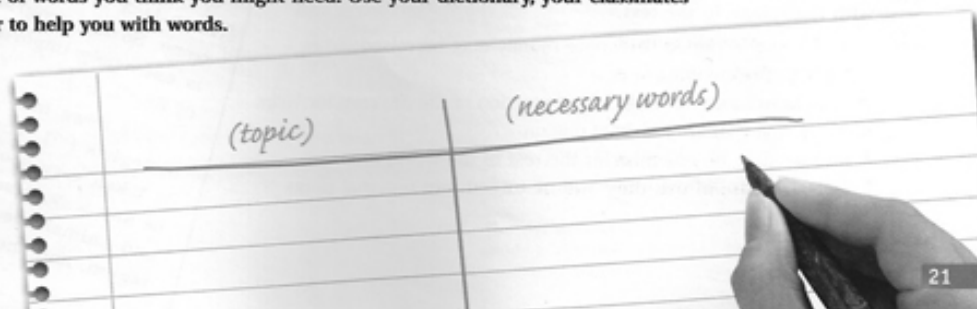 of words you think you might need. Use your dictionary, your classmates,
to help you with words.
(topic)
(necessary words)
21